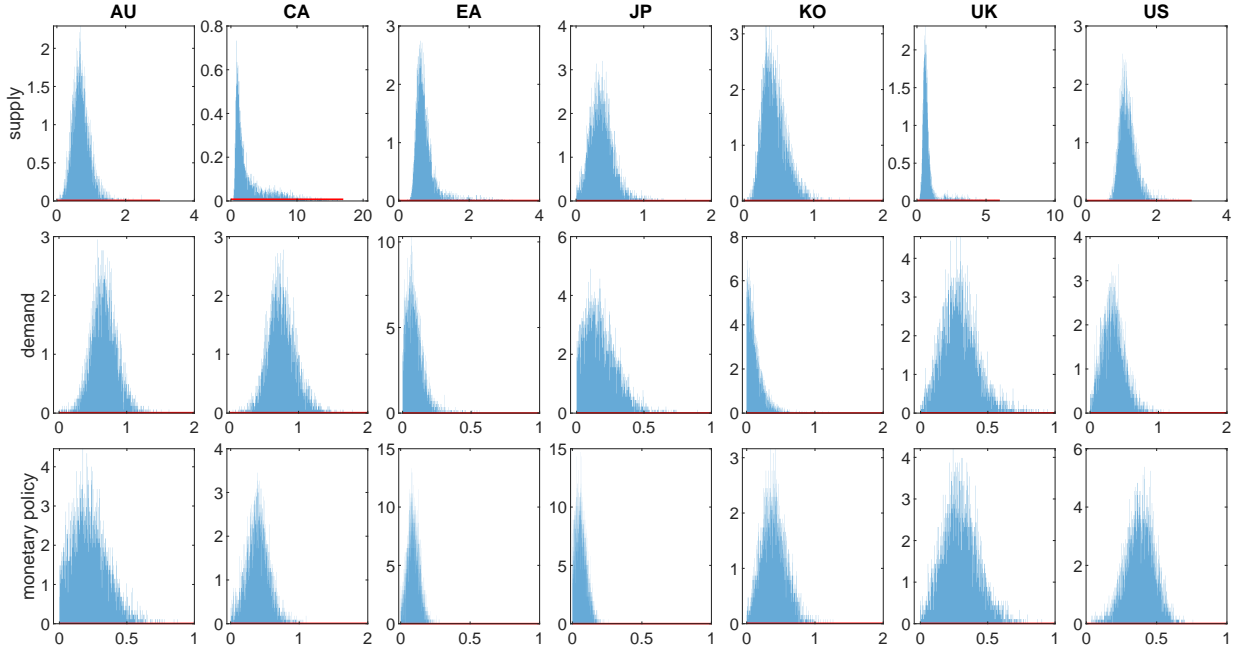 AU CA EA JP KO UK US
supply
2 0.8 3 4 3 2 3
1.5 0.6 2 3 2 1.5 2
1 0.4 1 2 1 1 1
0.5 0.2 0 1 0 0.5 0
0 0 0 0
0 2 4 0 10 20 0 2 4 0 1 2 0 1 2 0 5 10 0 2 4
demand
3 3 10 6 8 4 4
2 2 5 4 6 3 3
1 1 0 2 4 2 2
0 0 0 2 1 1
0 0 0
0 1 2 0 1 2 0 0.5 1 0 0.5 1 0 1 2 0 0.5 1 0 1 2
monetary policy
4 4 15 15 3 4 6
3 3 10 10 2 3 4
2 2 5 5 1 2 2
1 1 0 0 0 1 0
0 0 0
0 0.5 1 0 1 2 0 0.5 1 0 0.5 1 0 1 2 0 0.5 1 0 0.5 1